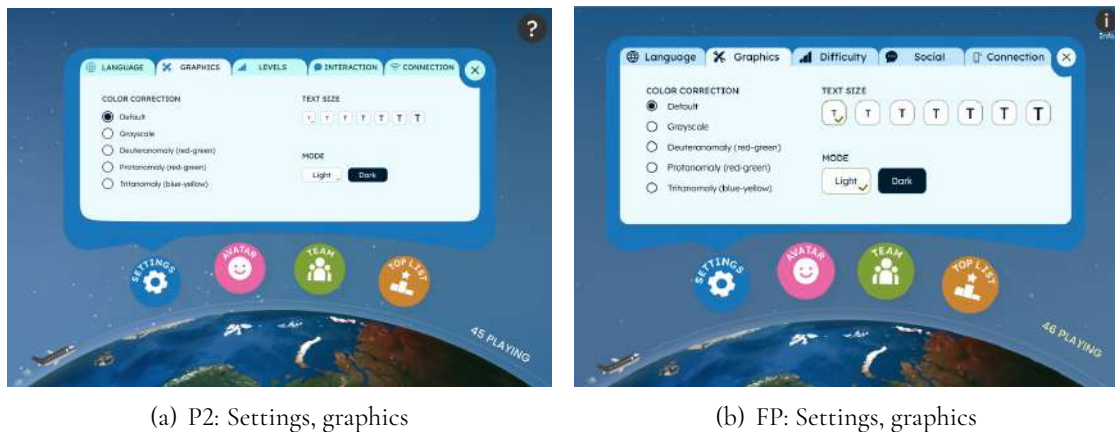 ?
LANGUAGE GRAPHICS LEVELS INTERACTION CONNECTION
COLOR CORRECTION
Default
Grayscale
Deuteranomaly (red-green)
Protanomaly (red-green)
Tritanomaly (blue-yellow)
TEXT SIZE
T T T T T T T
MODE
Light Dark
SETTINGS AVATAR TEAM TOP LIST
45 PLAYING
(a) P2: Settings, graphics
i
Info
Language Graphics Difficulty Social Connection
COLOR CORRECTION
Default
Grayscale
Deuteranomaly (red-green)
Protanomaly (red-green)
Tritanomaly (blue-yellow)
TEXT SIZE
T T T T T T T
MODE
Light Dark
SETTINGS AVATAR TEAM TOP LIST
46 PLAYING
(b) FP: Settings, graphics